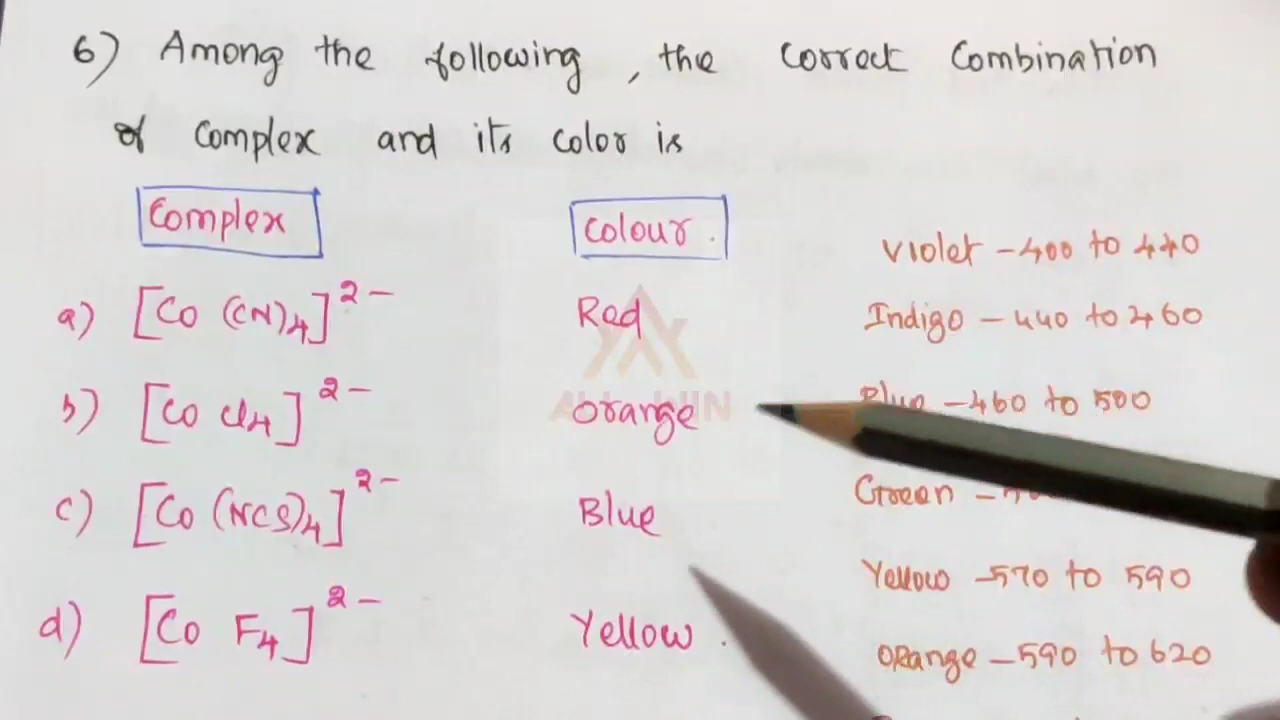 6) Among the following, the correct combination
of complex and its color is
Complex Colour.
a) [Co (CN)4]2- Red
b) [Co Cl4]2- Orange
c) [Co (NCS)4]2- Blue
d) [Co F4]2- Yellow.
Violet - 400 to 440
Indigo - 440 to 460
Blue - 460 to 500
Green -
Yellow - 570 to 590
Orange - 590 to 620